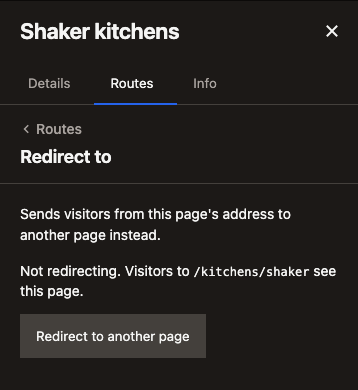 Shaker kitchens
Details Routes Info
Routes
Redirect to
Sends visitors from this page's address to
another page instead.
Not redirecting. Visitors to /kitchens/shaker see
this page.
Redirect to another page